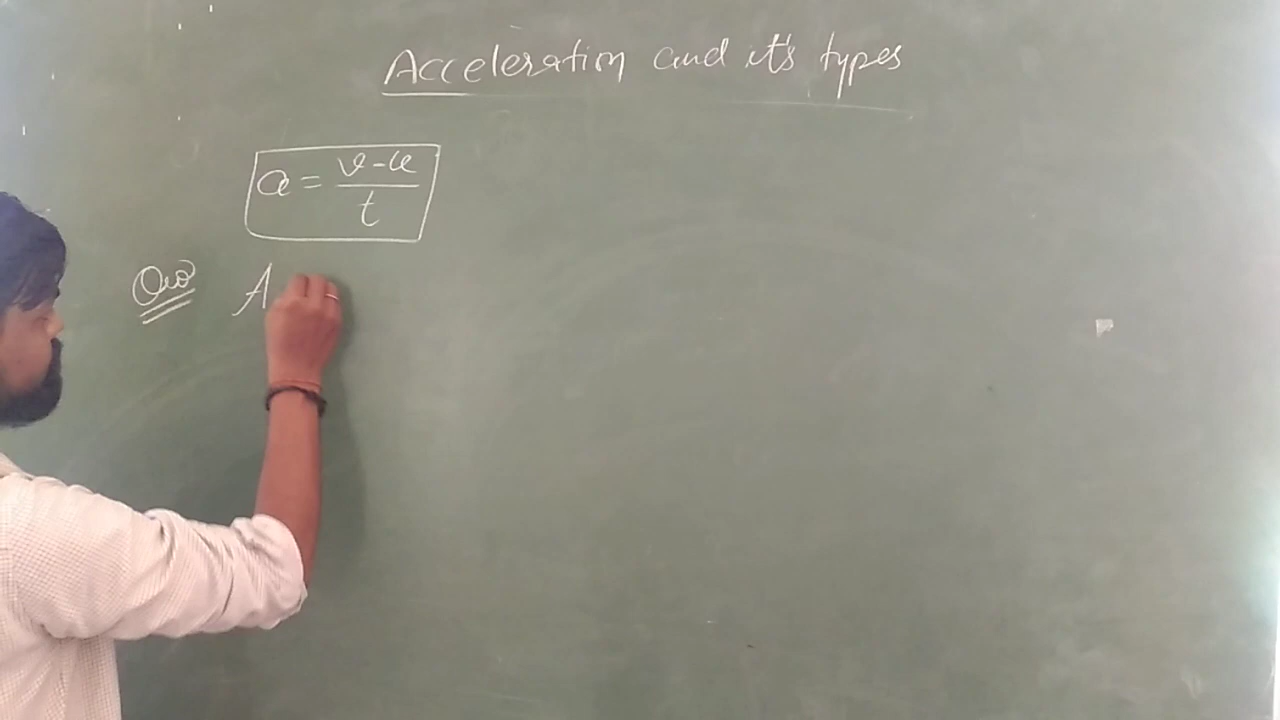 Acceleration and it's types
a = v-u / t
Que A